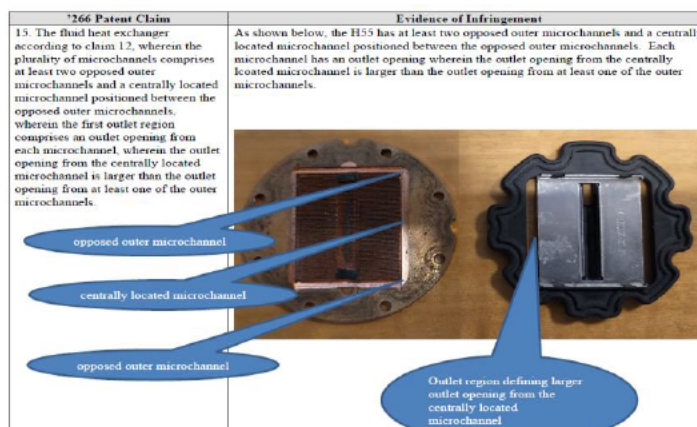 '266 Patent Claim
Evidence of Infringement
15. The fluid heat exchanger
according to claim 12, wherein the
plurality of microchannels comprises
at least two opposed outer
microchannels and a centrally located
microchannel positioned between the
opposed outer microchannels,
wherein the first outlet region
comprises an outlet opening from
each microchannel, wherein the outlet
opening from the centrally located
microchannel is larger than the outlet
opening from at least one of the outer
microchannels.
As shown below, the H55 has at least two opposed outer microchannels and a centrally
located microchannel positioned between the opposed outer microchannels. Each
microchannel has an outlet opening wherein the outlet opening from the centrally
lcoated microchannel is larger than the outlet opening from at least one of the outer
microchannels.
opposed outer microchannel
centrally located microchannel
opposed outer microchannel
Outlet region defining larger
outlet opening from the
centrally located
microchannel